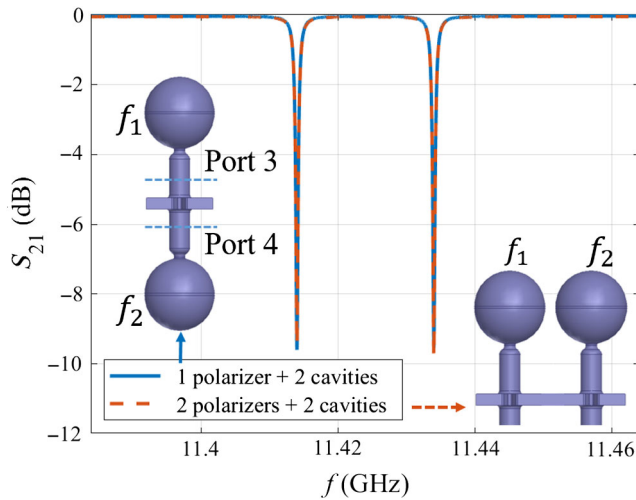 0
−2
−4
−6
−8
−10
−12
S21 (dB)
f1
Port 3
Port 4
f2
f1 f2
1 polarizer + 2 cavities
2 polarizers + 2 cavities
11.4 11.42 11.44 11.46
f (GHz)